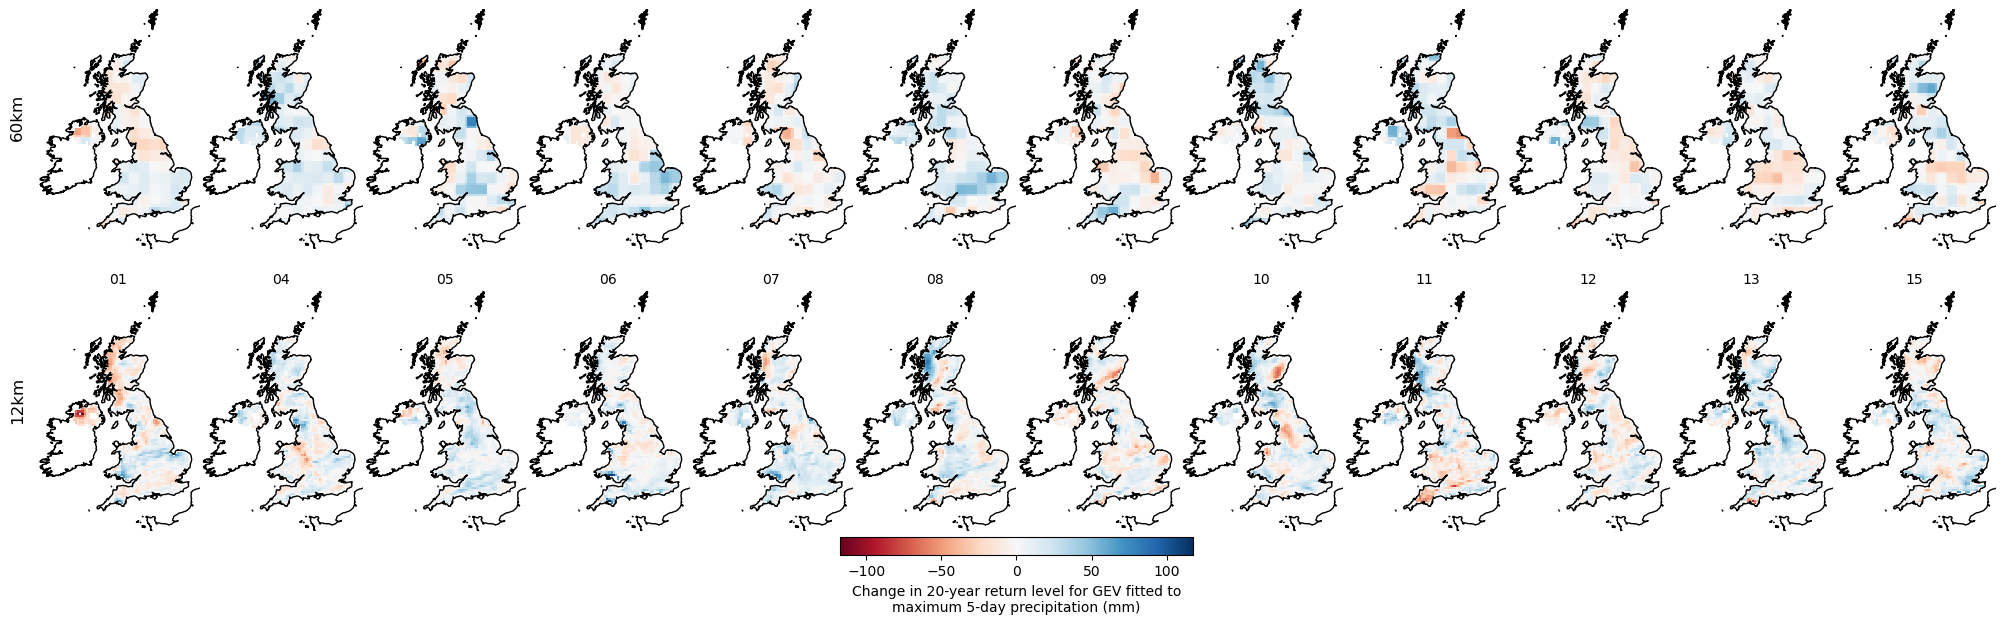 60km
01 04 05 06 07 08 09 10 11 12 13 15
12km
−100 −50 0 50 100
Change in 20-year return level for GEV fitted to
maximum 5-day precipitation (mm)